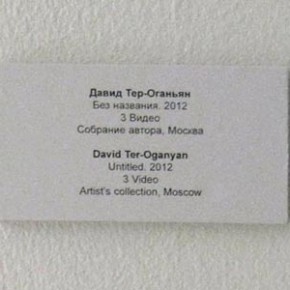 Давид Тер-Оганьян
Без названия. 2012
3 Видео
Собрание автора, Москва
David Ter-Oganyan
Untitled. 2012
3 Video
Artist's collection, Moscow